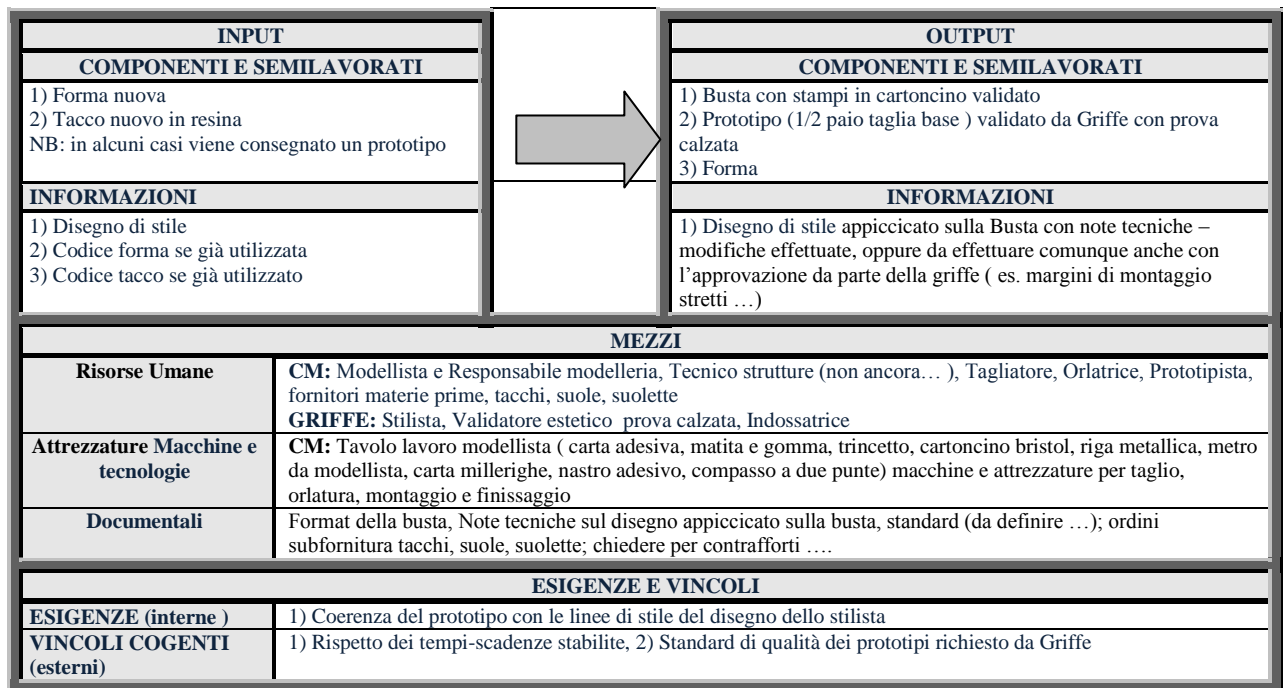 INPUT
COMPONENTI E SEMILAVORATI
1) Forma nuova
2) Tacco nuovo in resina
NB: in alcuni casi viene consegnato un prototipo
INFORMAZIONI
1) Disegno di stile
2) Codice forma se già utilizzata
3) Codice tacco se già utilizzato
OUTPUT
COMPONENTI E SEMILAVORATI
1) Busta con stampi in cartoncino validato
2) Prototipo (1/2 paio taglia base ) validato da Griffe con prova
calzata
3) Forma
INFORMAZIONI
1) Disegno di stile appiccicato sulla Busta con note tecniche –
modifiche effettuate, oppure da effettuare comunque anche con
l’approvazione da parte della griffe ( es. margini di montaggio
stretti …)
MEZZI
Risorse Umane
CM: Modellista e Responsabile modelleria, Tecnico strutture (non ancora… ), Tagliatore, Orlatrice, Prototipista,
fornitori materie prime, tacchi, suole, suolette
GRIFFE: Stilista, Validatore estetico prova calzata, Indossatrice
Attrezzature Macchine e
tecnologie
CM: Tavolo lavoro modellista ( carta adesiva, matita e gomma, trincetto, cartoncino bristol, riga metallica, metro
da modellista, carta millerighe, nastro adesivo, compasso a due punte) macchine e attrezzature per taglio,
orlatura, montaggio e finissaggio
Documentali
Format della busta, Note tecniche sul disegno appiccicato sulla busta, standard (da definire …); ordini
subfornitura tacchi, suole, suolette; chiedere per contrafforti ….
ESIGENZE E VINCOLI
ESIGENZE (interne )
1) Coerenza del prototipo con le linee di stile del disegno dello stilista
VINCOLI COGENTI
(esterni)
1) Rispetto dei tempi-scadenze stabilite, 2) Standard di qualità dei prototipi richiesto da Griffe